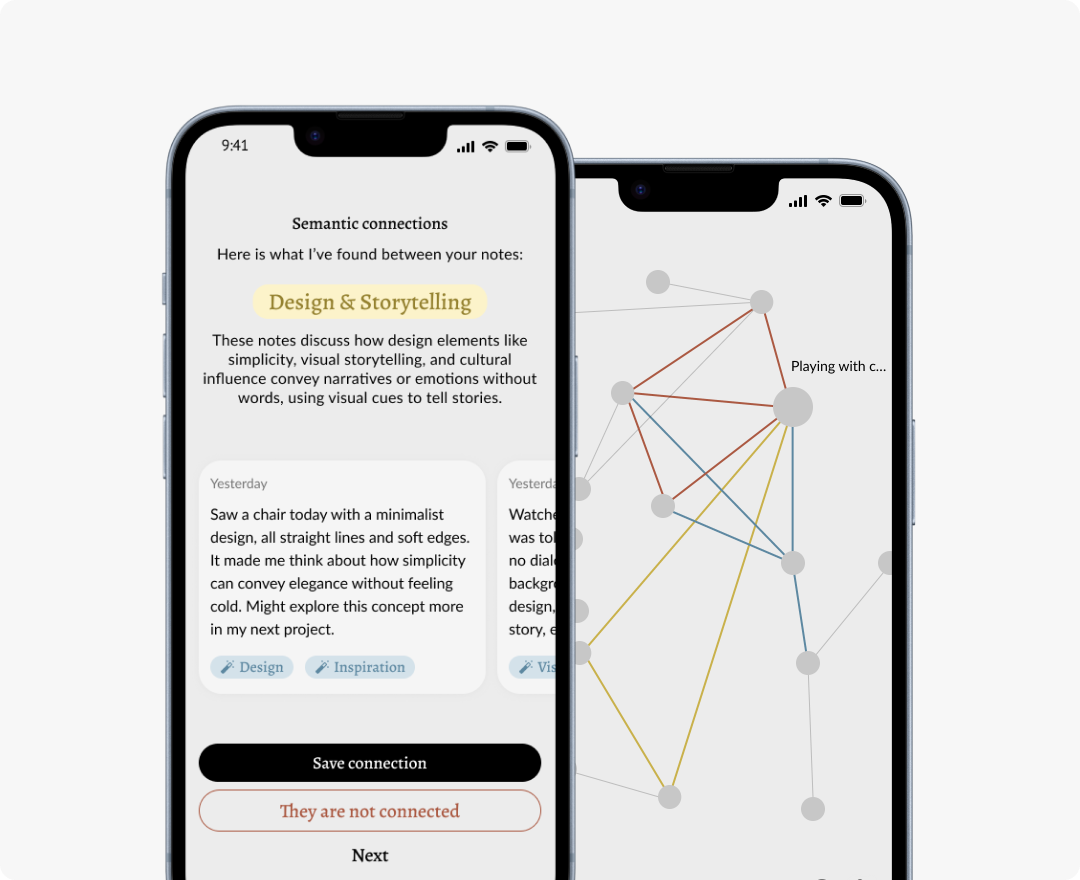 9:41
Semantic connections
Here is what I’ve found between your notes:
Design & Storytelling
These notes discuss how design elements like
simplicity, visual storytelling, and cultural
influence convey narratives or emotions without
words, using visual cues to tell stories.
Yesterday
Saw a chair today with a minimalist
design, all straight lines and soft edges.
It made me think about how simplicity
can convey elegance without feeling
cold. Might explore this concept more
in my next project.
Design
Inspiration
Yesterda
Watche
was tol
no dialo
backgro
design,
story, e
Vis
Save connection
They are not connected
Next
Playing with c...